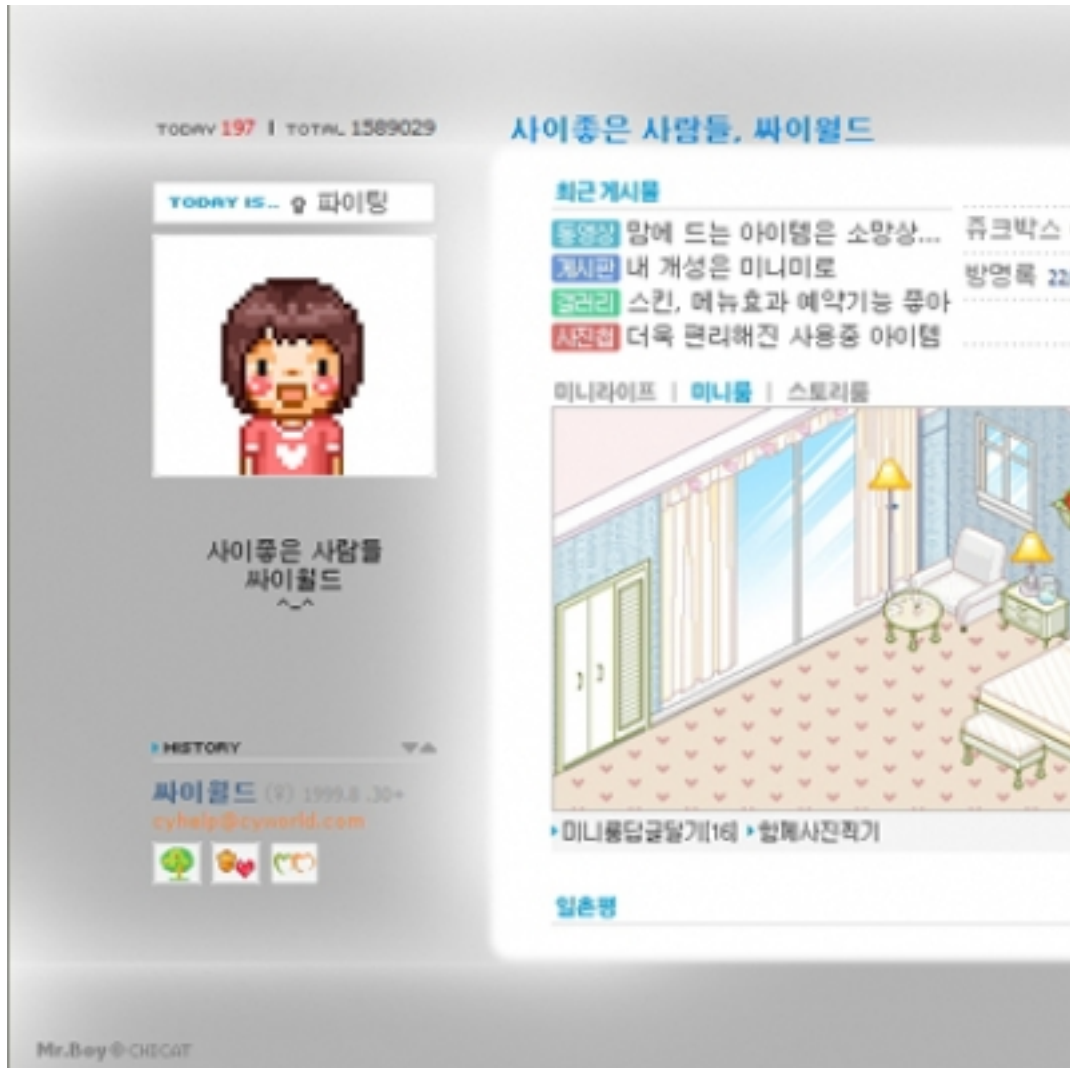 TODAY 197 | TOTAL 1589029
사이좋은 사람들, 싸이월드
TODAY IS... 파이팅
사이좋은 사람들
싸이월드
^_^
HISTORY
싸이월드 (우) 1999.8 .30+
cyhelp@cyworld.com
최근 게시물
동영상 맘에 드는 아이템은 소망상...
게시판 내 개성은 미니미로
갤러리 스킨, 메뉴효과 예약기능 좋아
사진첩 더욱 편리해진 사용중 아이템
쥬크박스
방명록 22
미니라이프 | 미니룸 | 스토리룸
미니룸답글달기[16] 함께사진찍기
일촌평
Mr.Boy © CHICAT